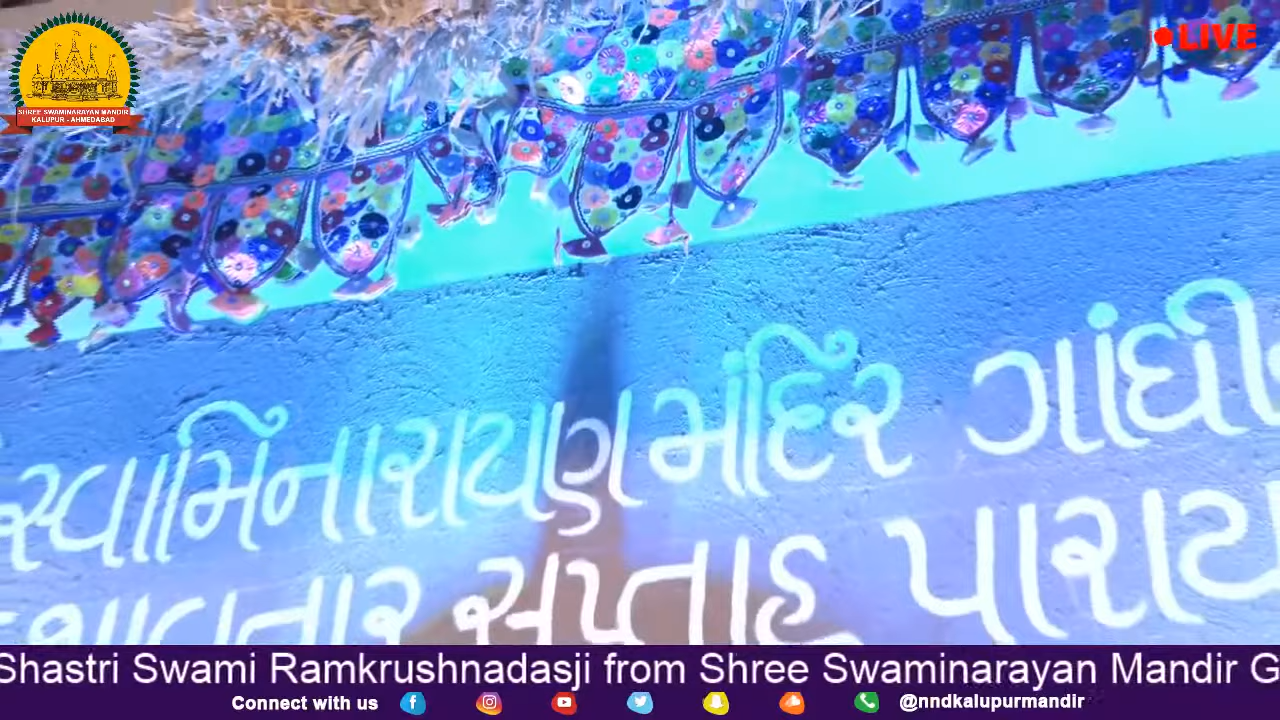 SHREE SWAMINARAYAN MANDIR
KALUPUR - AHMEDABAD
LIVE
સ્વામિનારાયણ મંદિર
સપ્તાહ
Shastri Swami Ramkrushnadasji from Shree Swaminarayan Mandir G
Connect with us @nndkalupurmandir